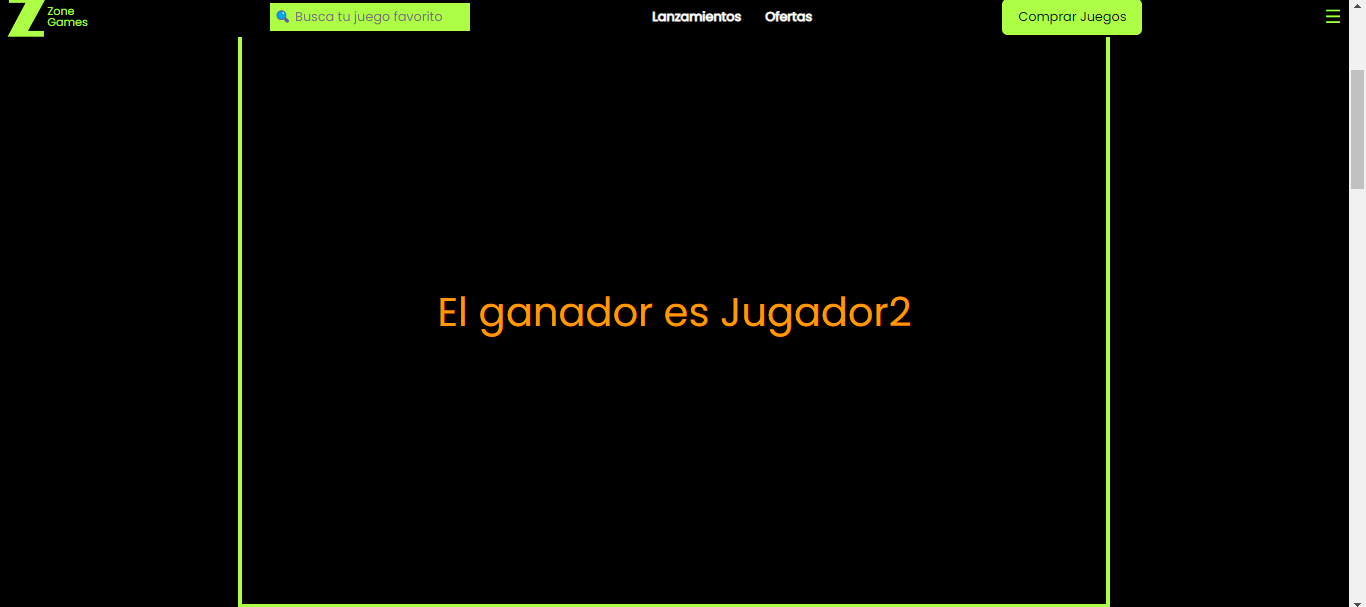 Zone
Games
Busca tu juego favorito
Lanzamientos
Ofertas
Comprar Juegos
El ganador es Jugador2